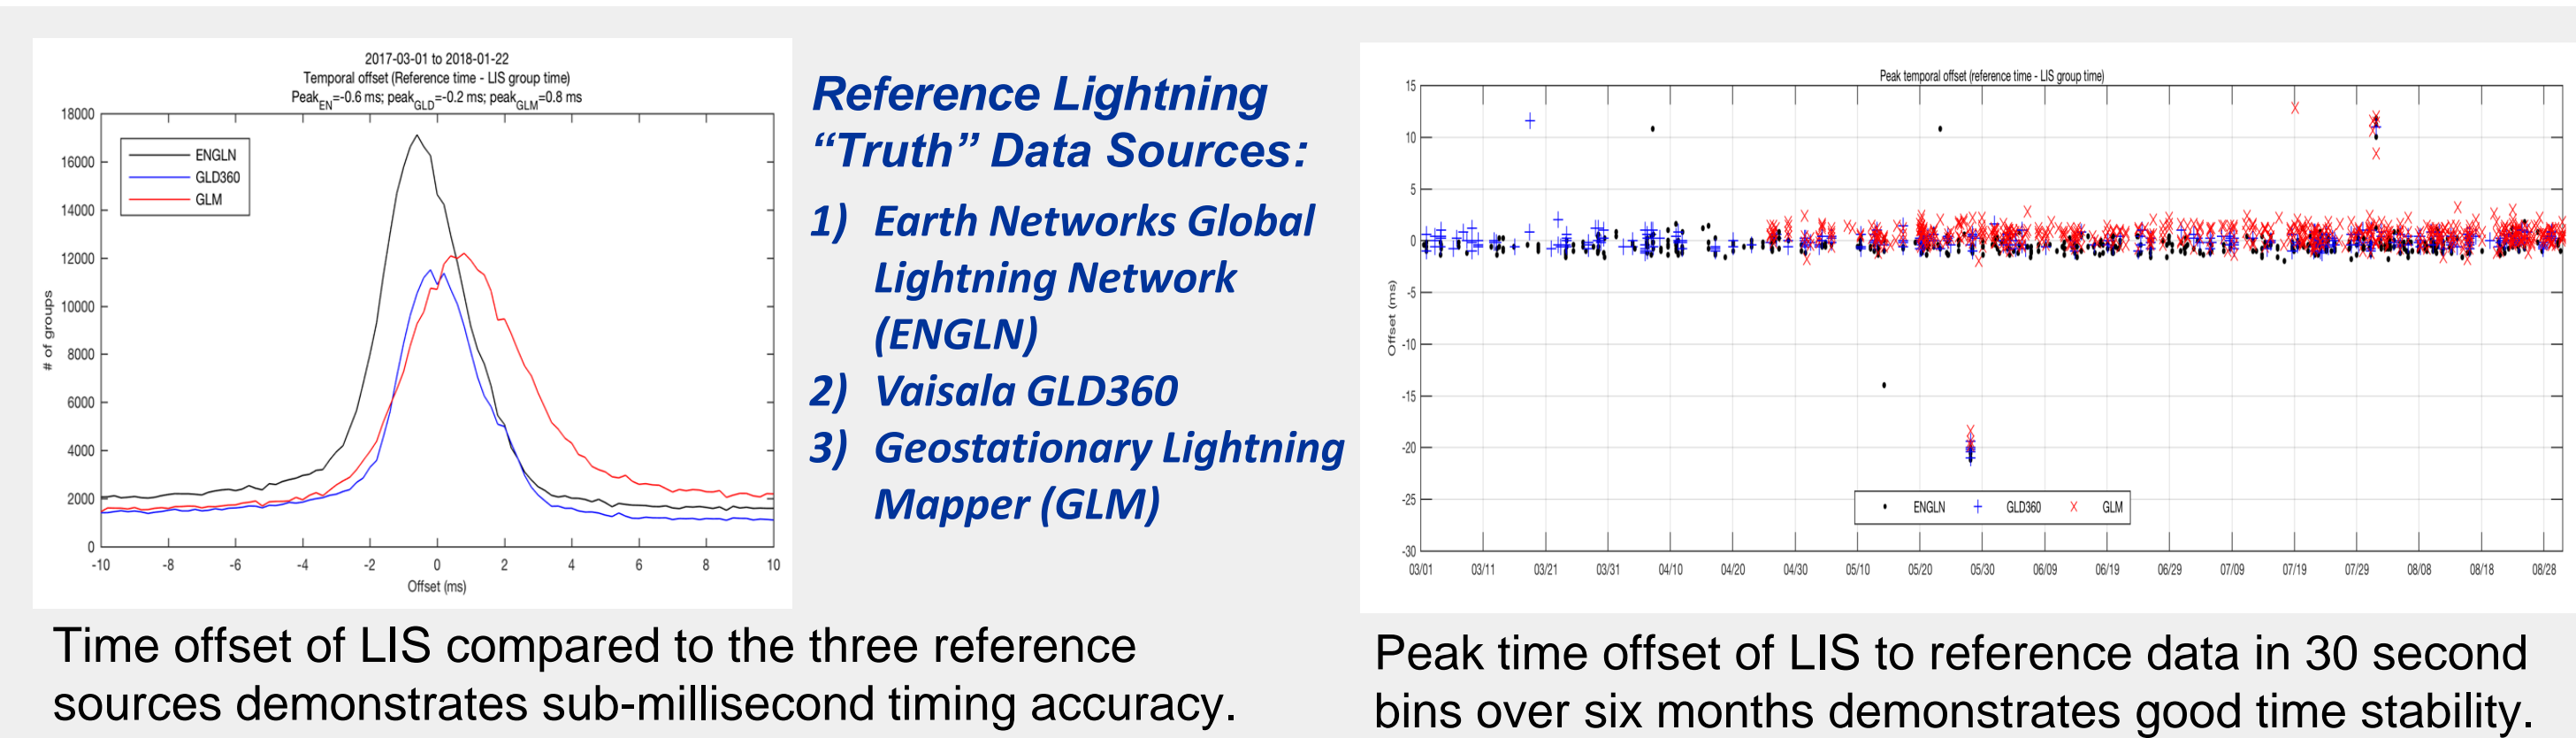 2017-03-01 to 2018-01-22
Temporal offset (Reference time - LIS group time)
Peak_EN=-0.6 ms; peak_GLD=-0.2 ms; peak_GLM=0.8 ms
18000
16000
14000
12000
10000
8000
6000
4000
2000
0
# of groups
ENGLN
GLD360
GLM
-10 -8 -6 -4 -2 0 2 4 6 8 10
Offset (ms)
Time offset of LIS compared to the three reference
sources demonstrates sub-millisecond timing accuracy.
Reference Lightning
“Truth” Data Sources:
1) Earth Networks Global
Lightning Network
(ENGLN)
2) Vaisala GLD360
3) Geostationary Lightning
Mapper (GLM)
Peak temporal offset (reference time - LIS group time)
15
10
5
0
-5
-10
-15
-20
-25
-30
Offset (ms)
ENGLN GLD360 GLM
03/01 03/11 03/21 03/31 04/10 04/20 04/30 05/10 05/20 05/30 06/09 06/19 06/29 07/09 07/19 07/29 08/08 08/18 08/28
Peak time offset of LIS to reference data in 30 second
bins over six months demonstrates good time stability.